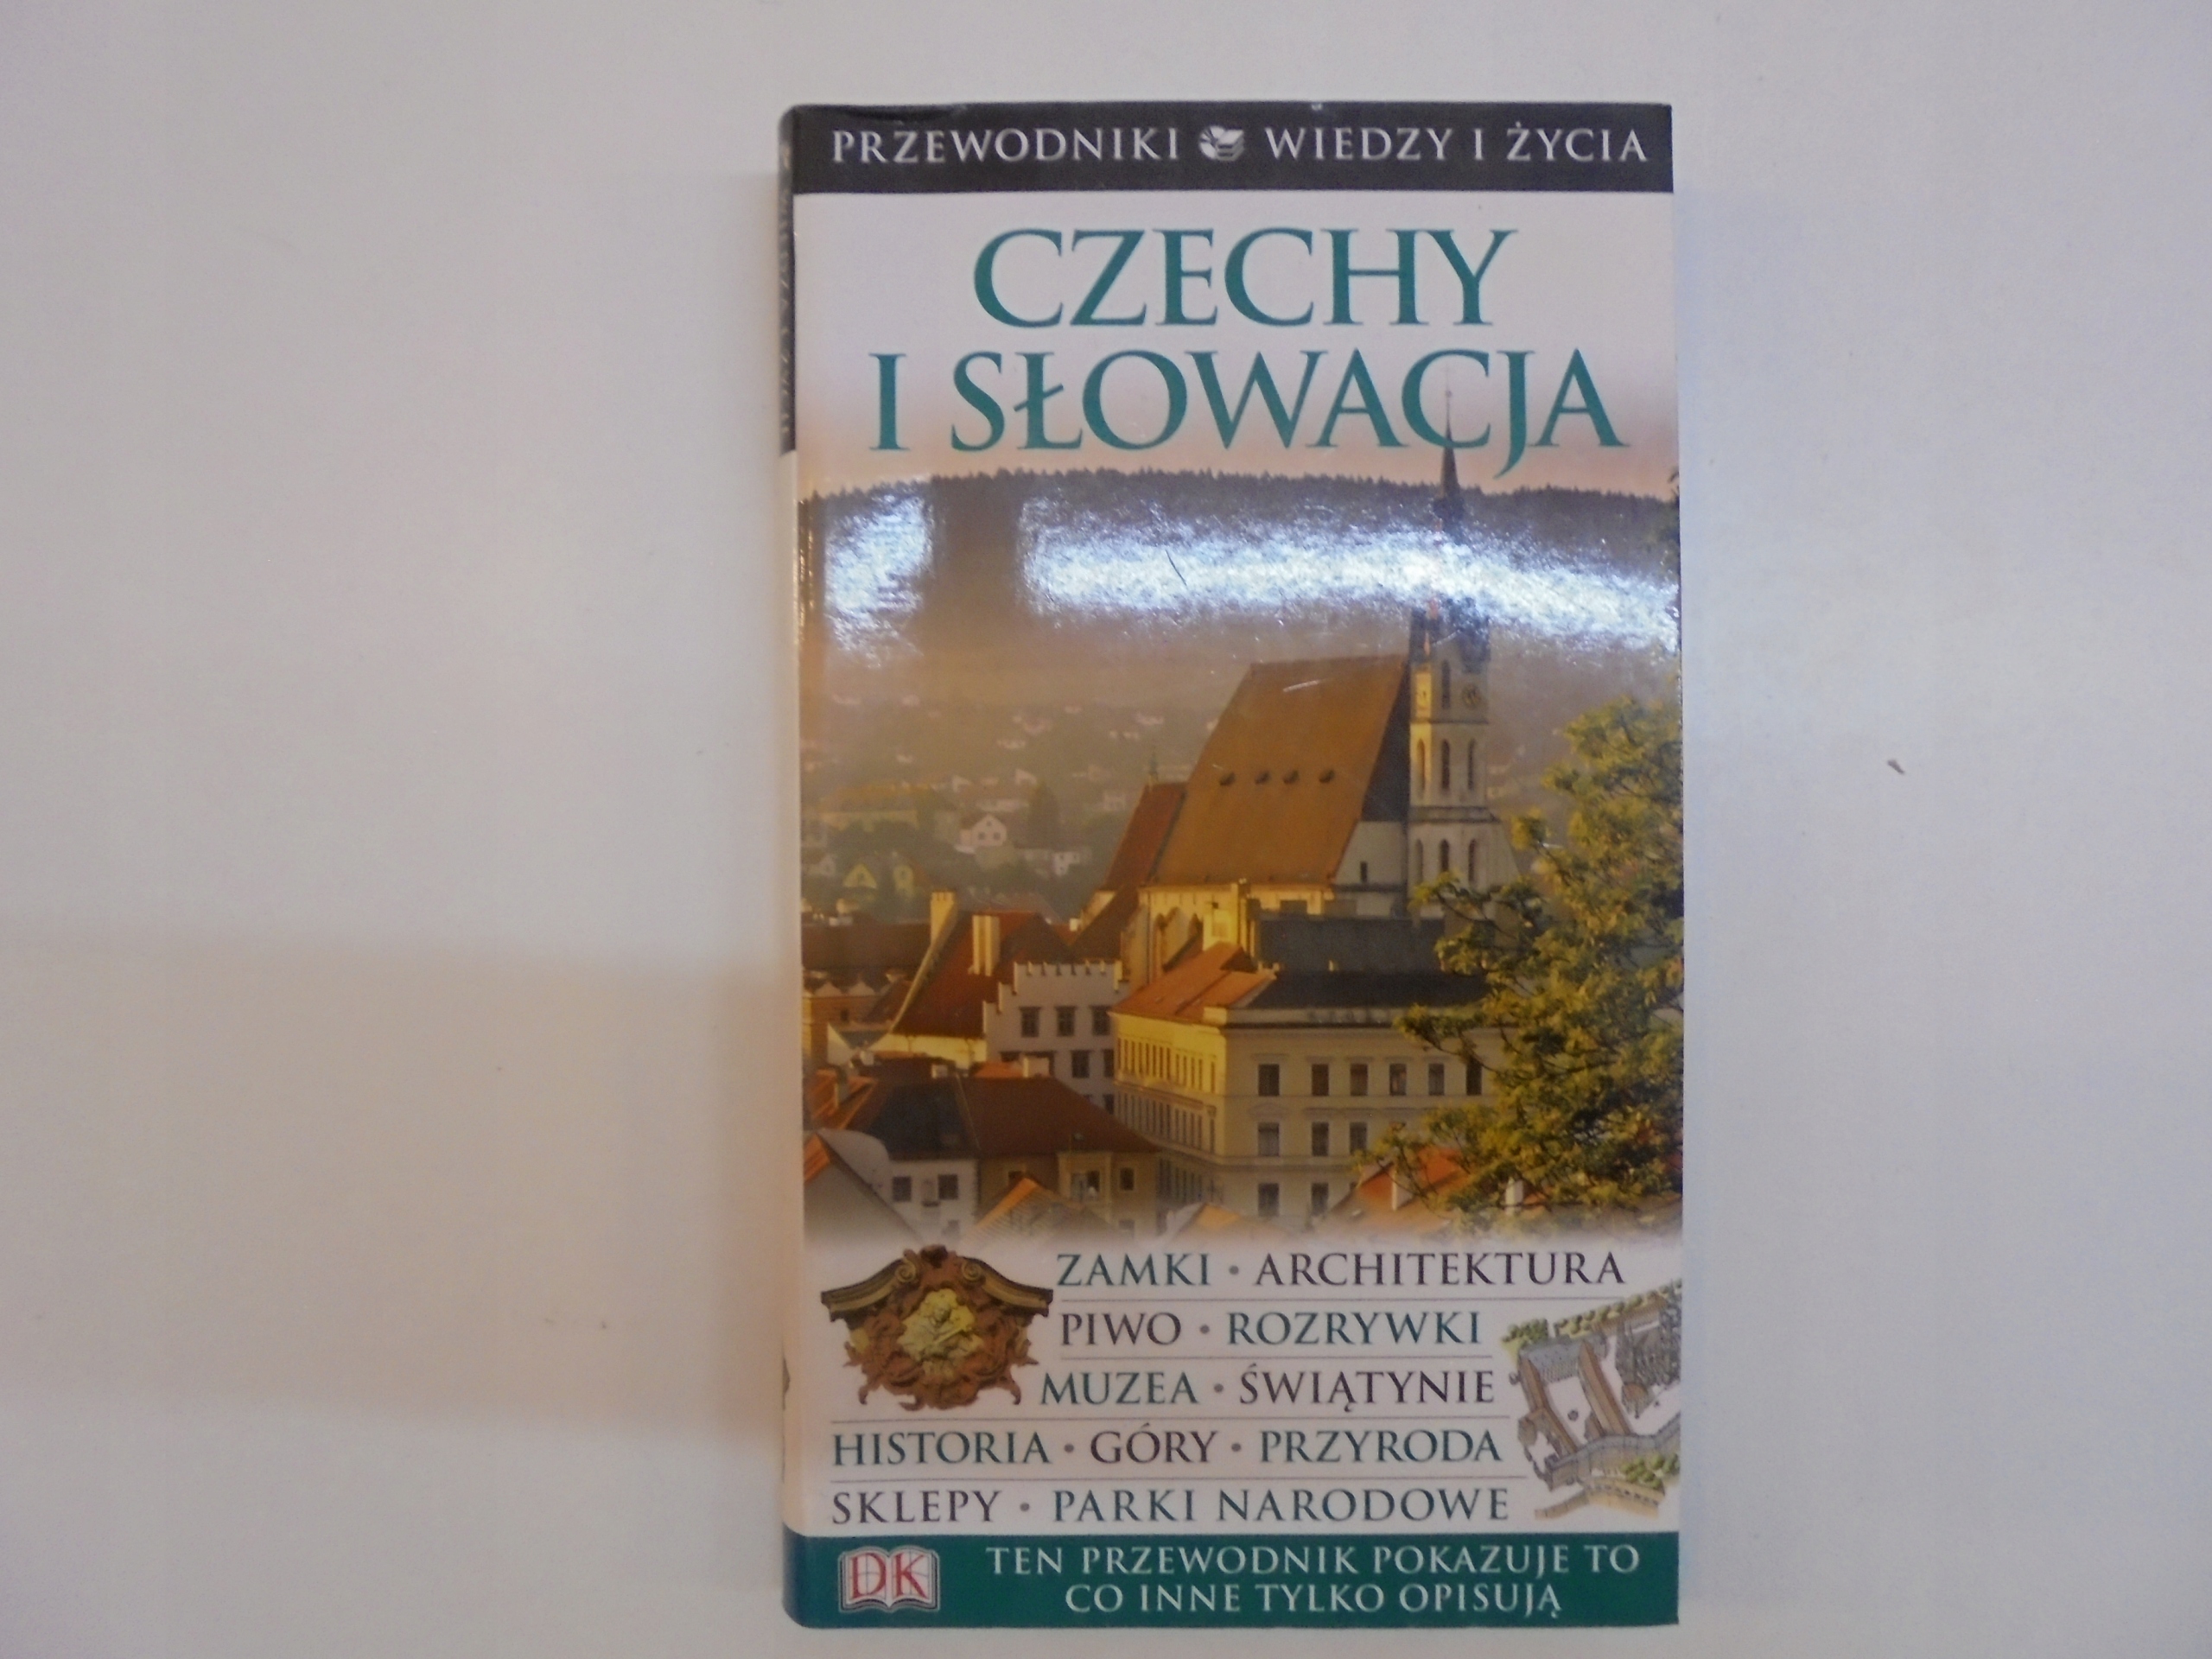 PRZEWODNIKI WIEDZY I ŻYCIA
CZECHY
I SŁOWACJA
ZAMKI • ARCHITEKTURA
PIWO • ROZRYWKI
MUZEA • ŚWIĄTYNIE
HISTORIA • GÓRY • PRZYRODA
SKLEPY • PARKI NARODOWE
DK
TEN PRZEWODNIK POKAZUJE TO
CO INNE TYLKO OPISUJĄ